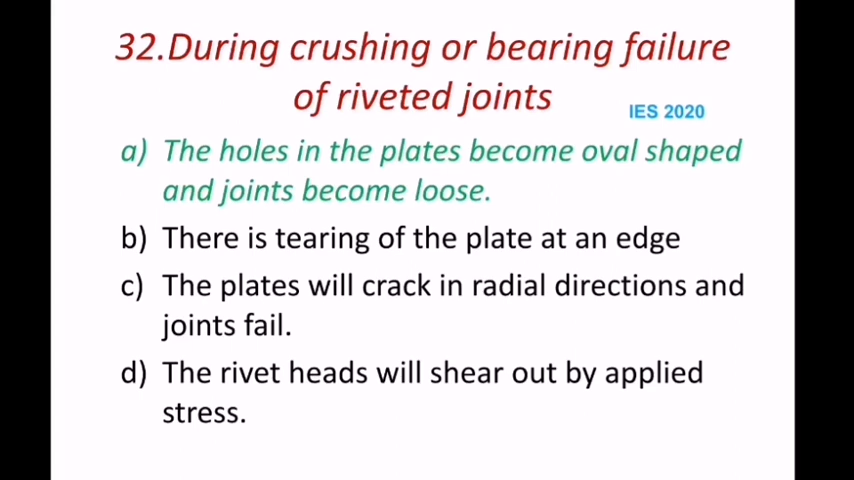 32.During crushing or bearing failure
of riveted joints
IES 2020
a) The holes in the plates become oval shaped
and joints become loose.
b) There is tearing of the plate at an edge
c) The plates will crack in radial directions and
joints fail.
d) The rivet heads will shear out by applied
stress.